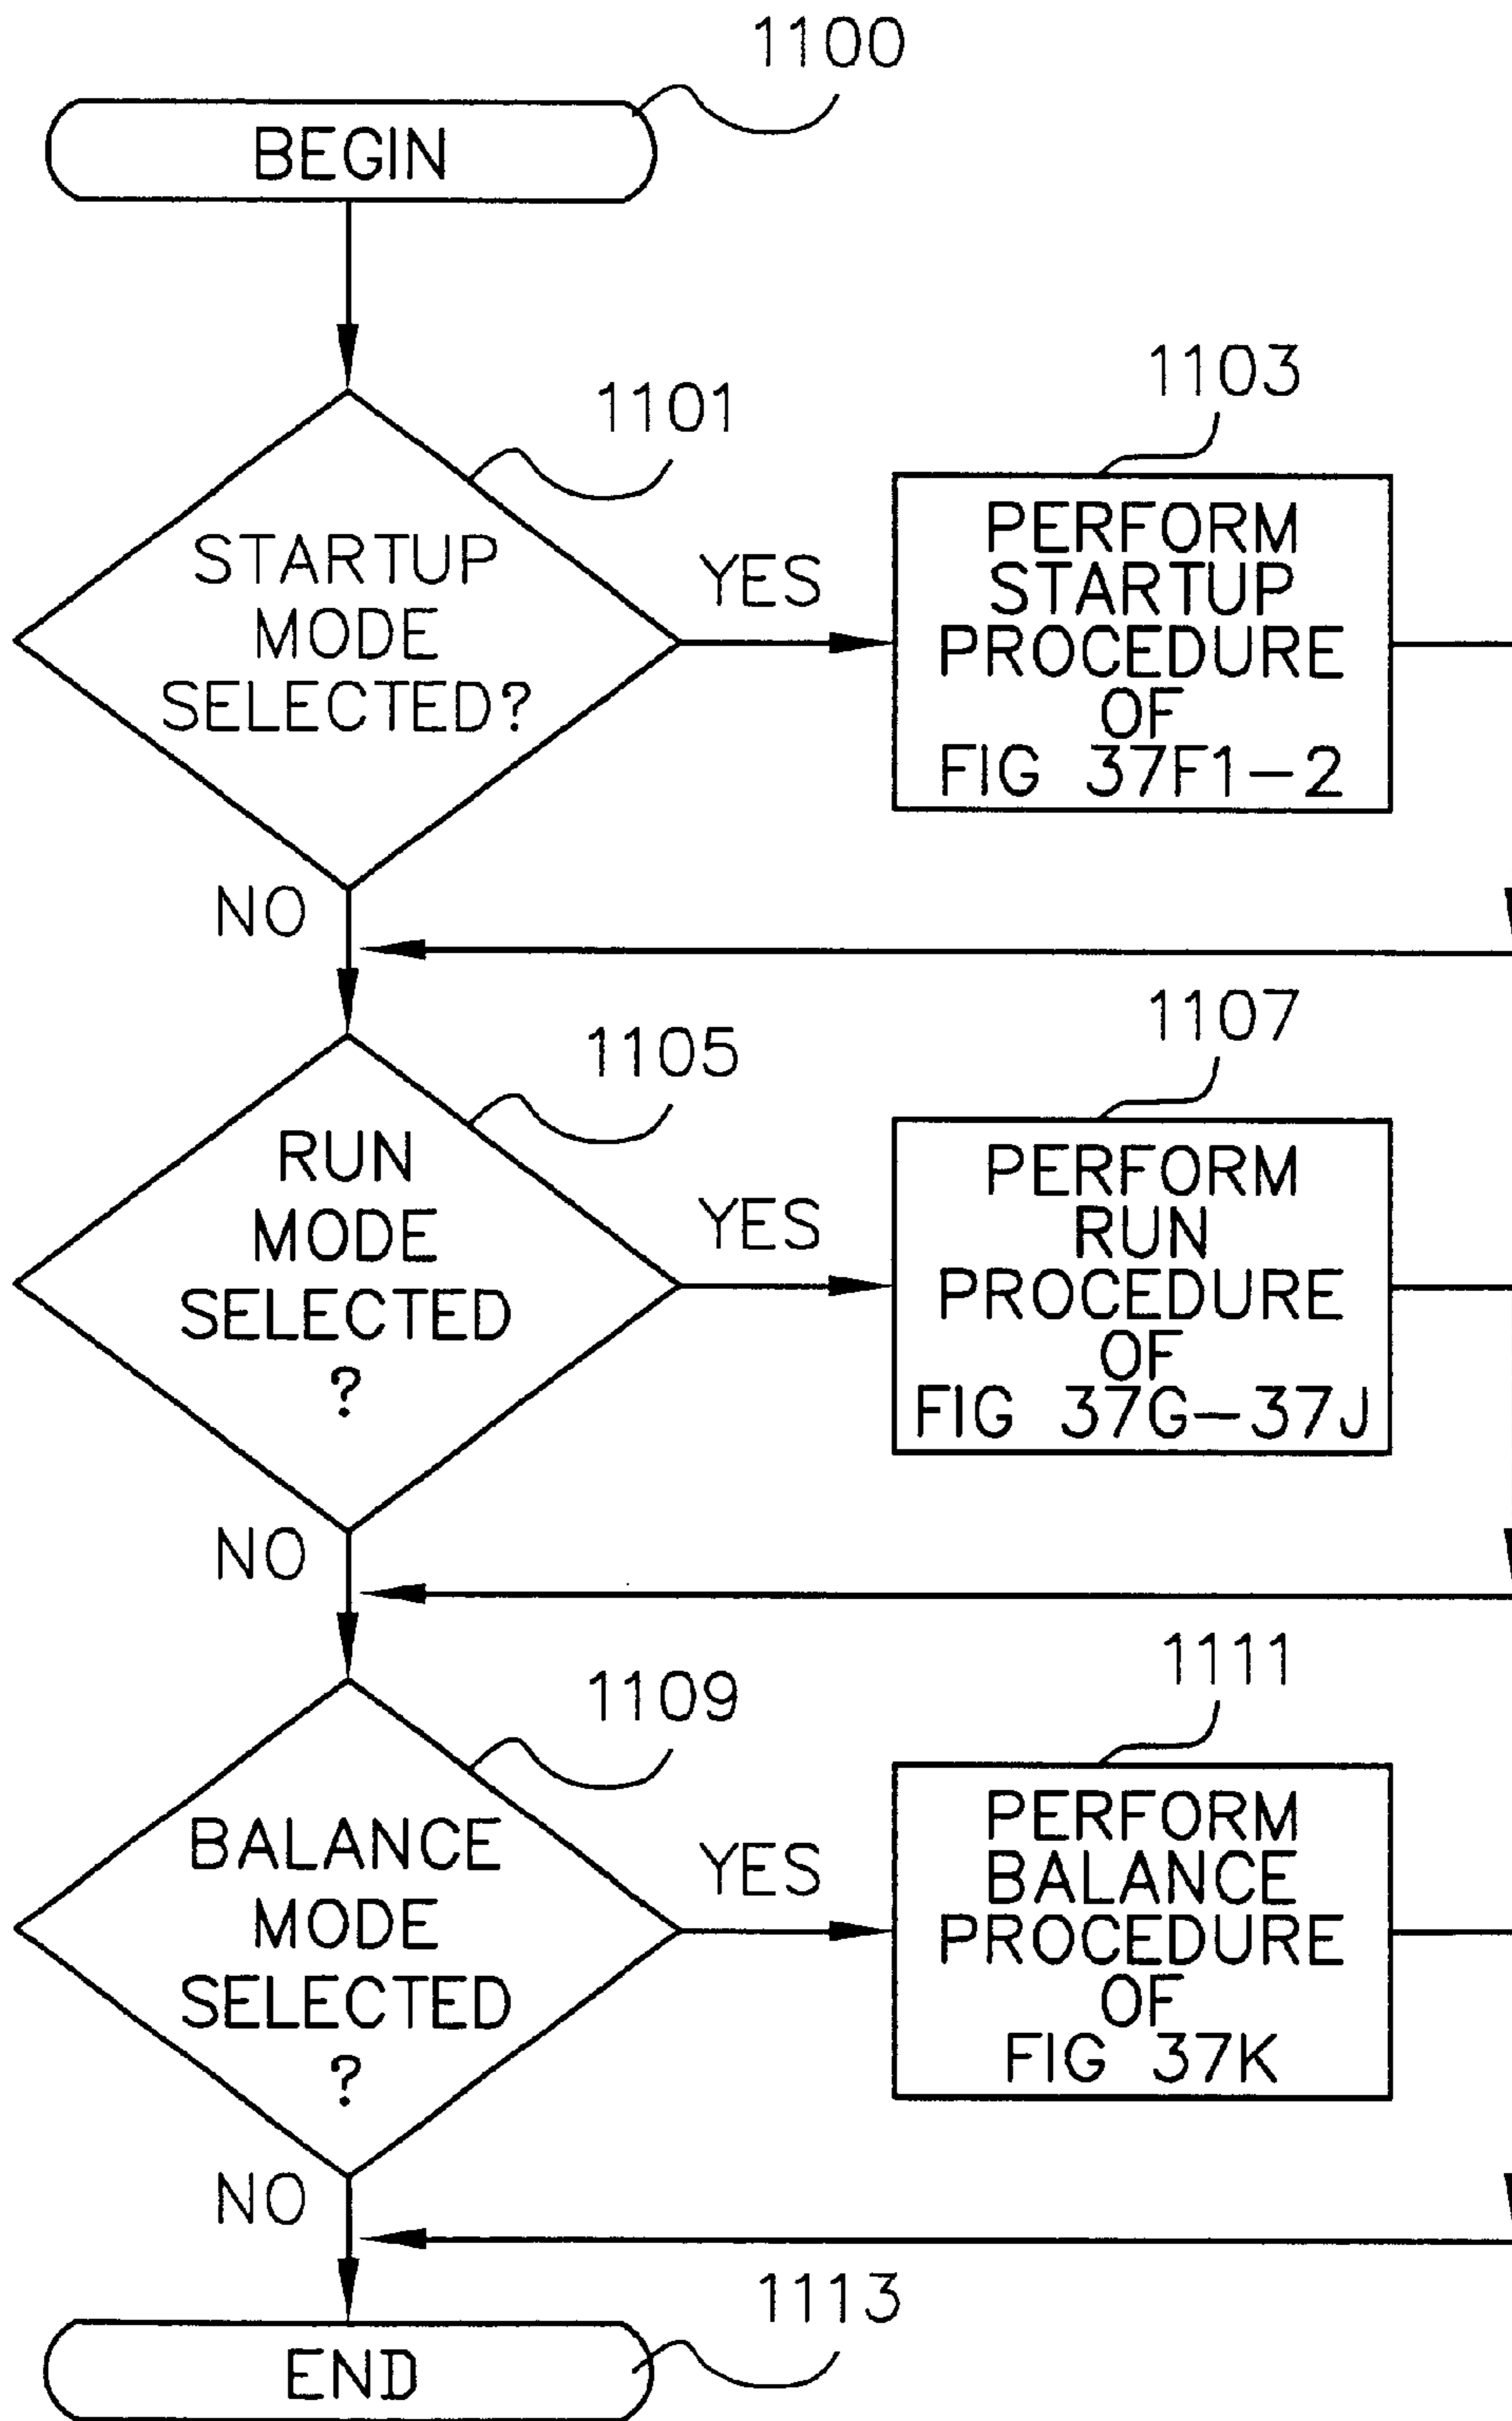 1100
BEGIN
1101
STARTUP
MODE
SELECTED?
YES
1103
PERFORM
STARTUP
PROCEDURE
OF
FIG 37F1-2
NO
1105
RUN
MODE
SELECTED
?
YES
1107
PERFORM
RUN
PROCEDURE
OF
FIG 37G-37J
NO
1109
BALANCE
MODE
SELECTED
?
YES
1111
PERFORM
BALANCE
PROCEDURE
OF
FIG 37K
NO
1113
END